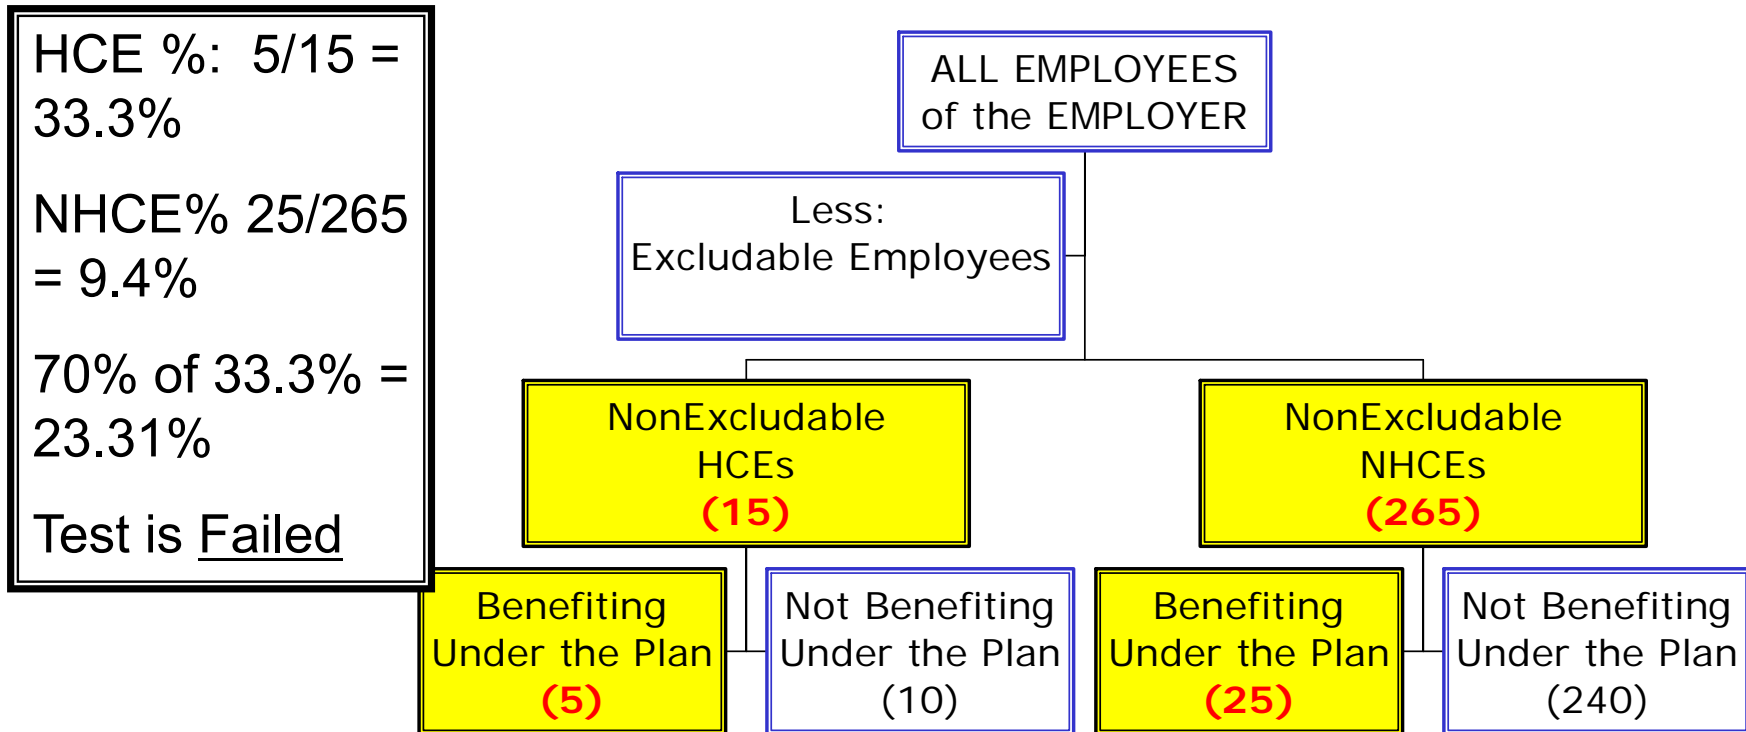 HCE %: 5/15 =
33.3%
NHCE% 25/265
= 9.4%
70% of 33.3% =
23.31%
Test is Failed
ALL EMPLOYEES
of the EMPLOYER
Less:
Excludable Employees
NonExcludable
HCEs
(15)
NonExcludable
NHCEs
(265)
Benefiting
Under the Plan
(5)
Not Benefiting
Under the Plan
(10)
Benefiting
Under the Plan
(25)
Not Benefiting
Under the Plan
(240)